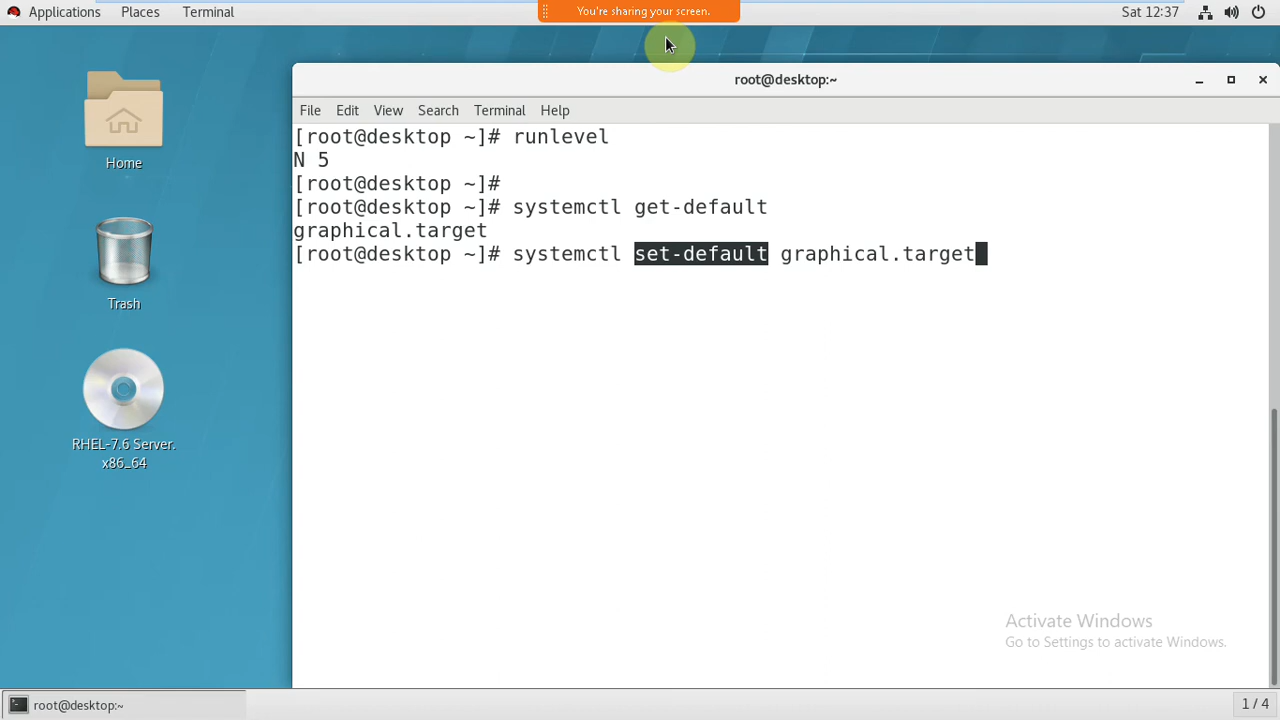 Applications Places Terminal
You're sharing your screen.
Sat 12:37
root@desktop:~
File Edit View Search Terminal Help
[root@desktop ~]# runlevel
N 5
[root@desktop ~]#
[root@desktop ~]# systemctl get-default
graphical.target
[root@desktop ~]# systemctl set-default graphical.target
Home
Trash
RHEL-7.6 Server.
x86_64
Activate Windows
Go to Settings to activate Windows.
root@desktop:~
1 / 4